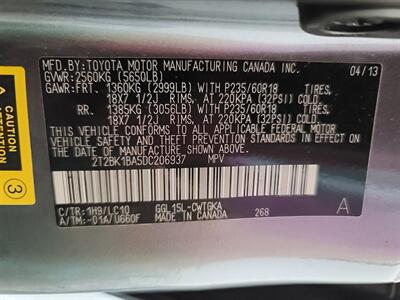 MFD.BY:TOYOTA MOTOR MANUFACTURING CANADA INC. 04/13
GVWR:2560KG (5650LB)
GAWR:FRT. 1360KG (2999LB) WITH P235/60R18 TIRES,
18X7 1/2J RIMS, AT 220KPA (32PSI) COLD.
RR. 1385KG (3056LB) WITH P235/60R18 TIRES,
18X7 1/2J RIMS, AT 220KPA (32PSI) COLD.
THIS VEHICLE CONFORMS TO ALL APPLICABLE FEDERAL MOTOR
VEHICLE SAFETY AND THEFT PREVENTION STANDARDS IN EFFECT
ON THE DATE OF MANUFACTURE SHOWN ABOVE.
2T2BK1BA5DC206937 MPV
C/TR: 1H9/LC10 GGL15L-CWTGKA A
A/TM: -01A/U660F MADE IN CANADA 268
ATTENTION
3